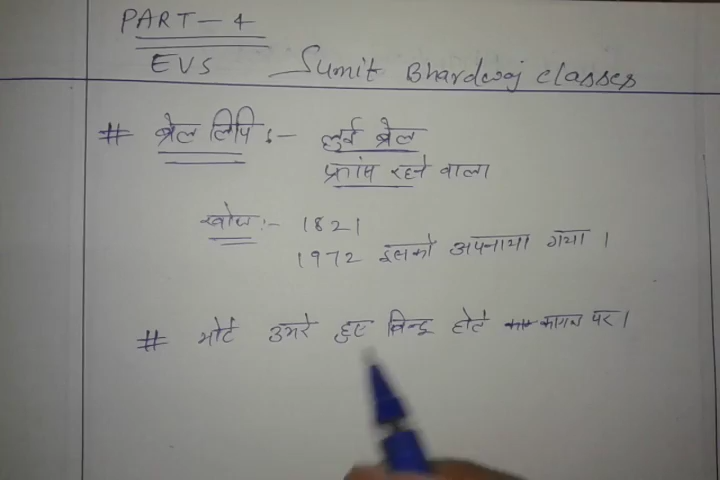 PART-4
EVS Sumit Bhardwaj classes
# ब्रेल लिपि :- लुई ब्रेल
फ्रांस रहने वाला
खोज :- 1821
1972 इसको अपनाया गया ।
# मोटे उभरे हुए बिन्दु होते कागज पर ।